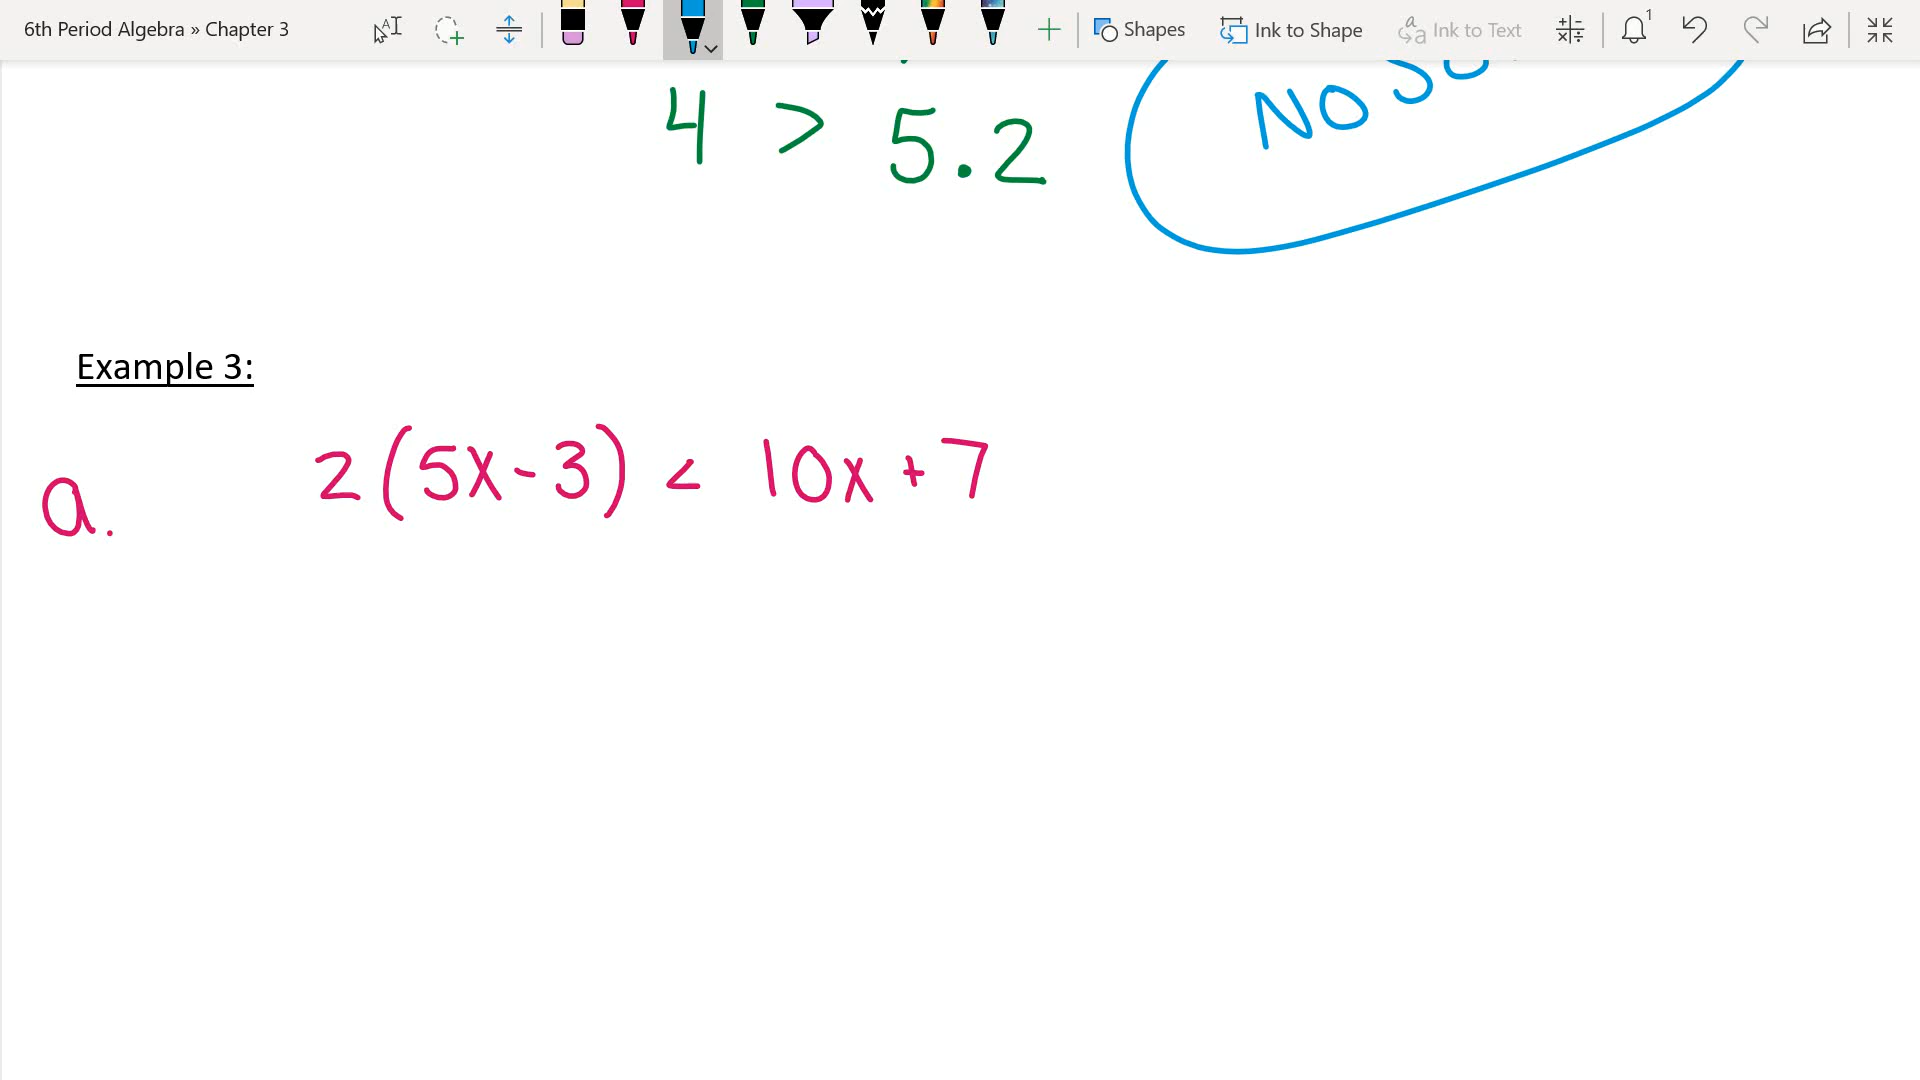 6th Period Algebra » Chapter 3
Shapes
Ink to Shape
Ink to Text
1
4 > 5.2
NO
Example 3:
a. 2(5x-3) < 10x+7